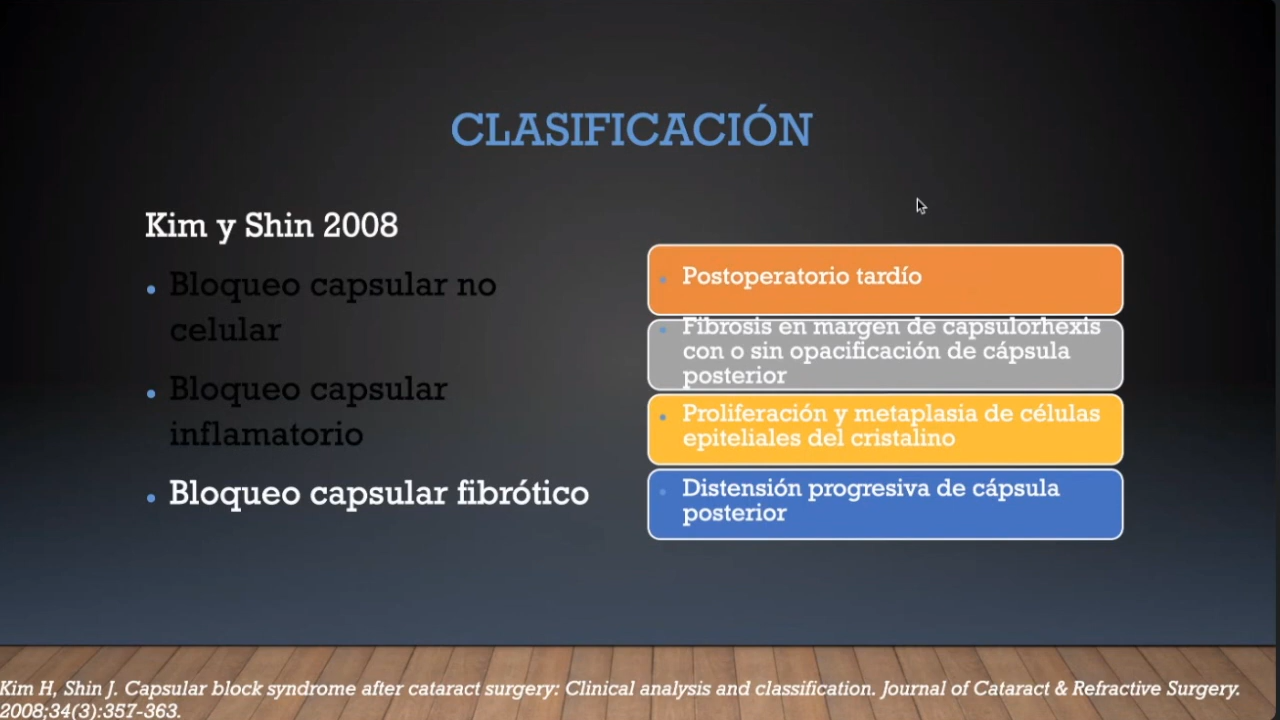 CLASIFICACIÓN
Kim y Shin 2008
Bloqueo capsular no
celular
Bloqueo capsular
inflamatorio
Bloqueo capsular fibrótico
Postoperatorio tardío
Fibrosis en margen de capsulorhexis
con o sin opacificación de cápsula
posterior
Proliferación y metaplasia de células
epiteliales del cristalino
Distensión progresiva de cápsula
posterior
Kim H, Shin J. Capsular block syndrome after cataract surgery: Clinical analysis and classification. Journal of Cataract & Refractive Surgery.
2008;34(3):357-363.